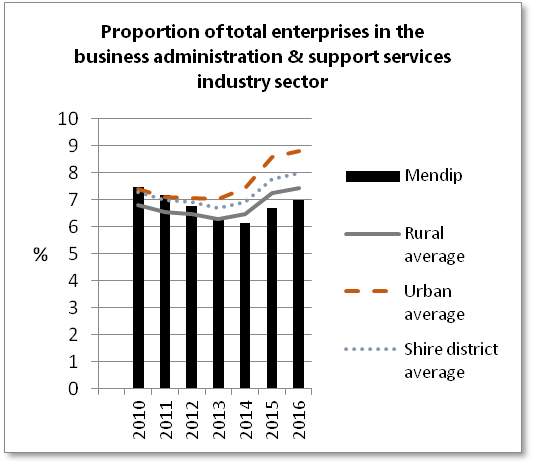 Proportion of total enterprises in the
business administration & support services
industry sector
10
9
8
7
6
5
4
3
2
1
0
%
2010
2011
2012
2013
2014
2015
2016
Mendip
Rural
average
Urban
average
Shire district
average